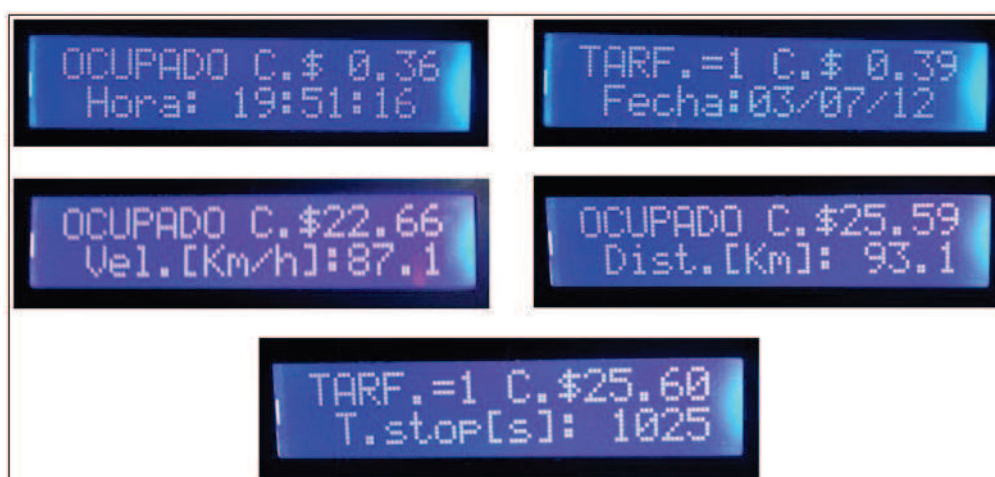 OCUPADO C.$ 0.36
Hora: 19:51:16
TARF.=1 C.$ 0.39
Fecha:03/07/12
OCUPADO C.$22.66
Vel.[Km/h]:87.1
OCUPADO C.$25.59
Dist.[Km]: 93.1
TARF.=1 C.$25.60
T.stop[s]: 1025